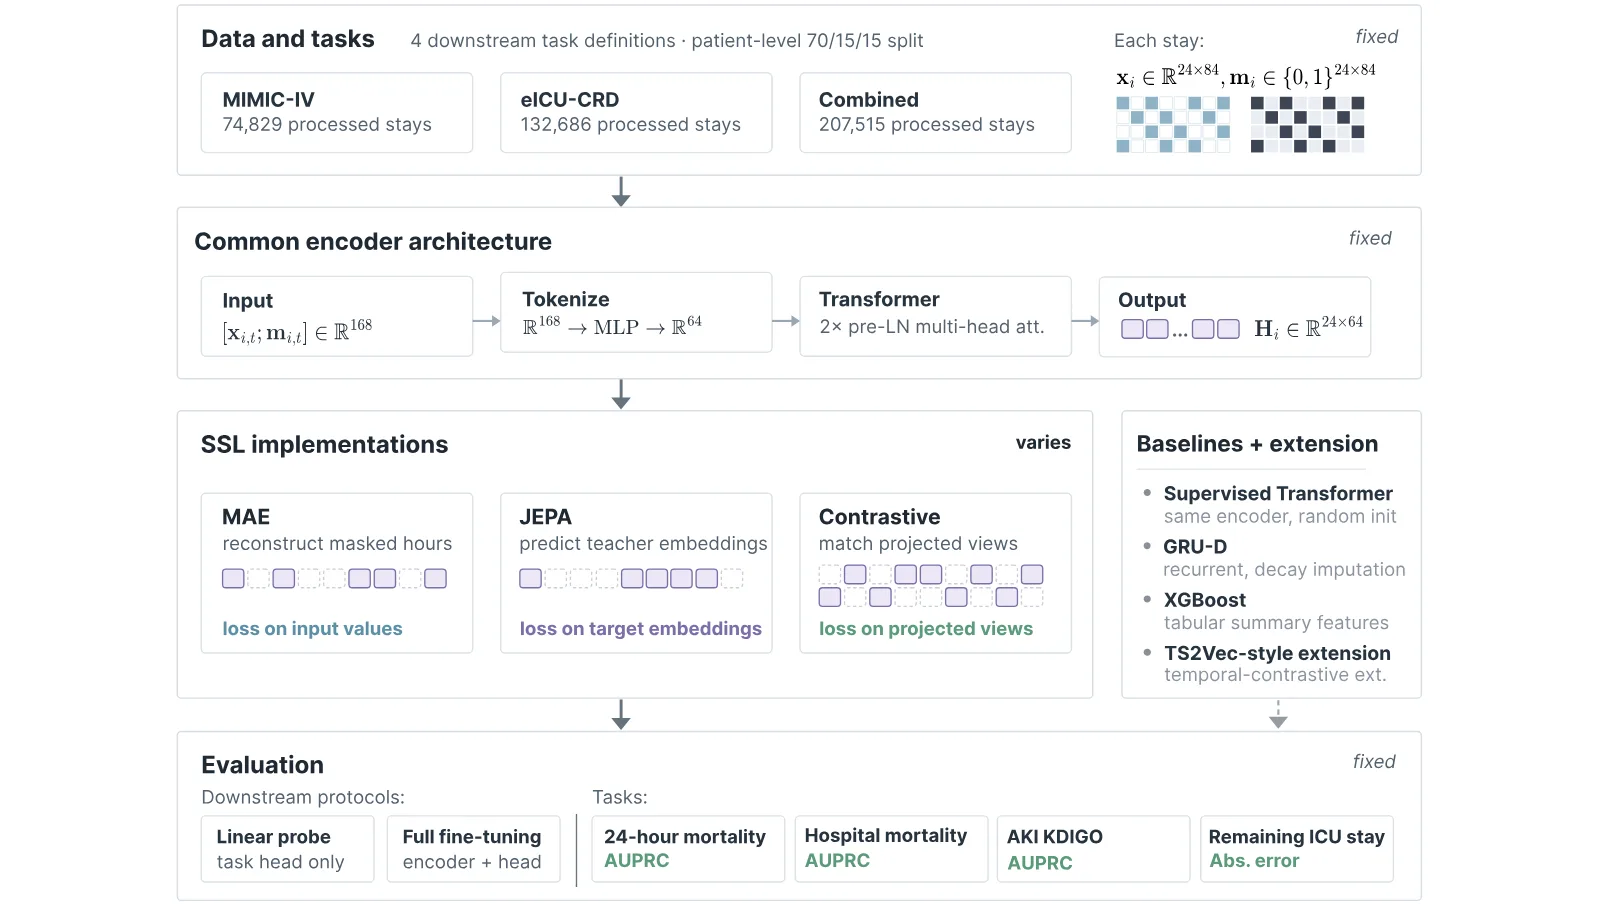 Data and tasks
4 downstream task definitions · patient-level 70/15/15 split
Each stay:
fixed
x_i ∈ ℝ^{24×84}, m_i ∈ {0, 1}^{24×84}
MIMIC-IV
74,829 processed stays
eICU-CRD
132,686 processed stays
Combined
207,515 processed stays
Common encoder architecture
fixed
Input
[x_{i,t}; m_{i,t}] ∈ ℝ^{168}
Tokenize
ℝ^{168} → MLP → ℝ^{64}
Transformer
2× pre-LN multi-head att.
Output
... H_i ∈ ℝ^{24×64}
SSL implementations
varies
MAE
reconstruct masked hours
loss on input values
JEPA
predict teacher embeddings
loss on target embeddings
Contrastive
match projected views
loss on projected views
Baselines + extension
• Supervised Transformer
same encoder, random init
• GRU-D
recurrent, decay imputation
• XGBoost
tabular summary features
• TS2Vec-style extension
temporal-contrastive ext.
Evaluation
fixed
Downstream protocols:
Linear probe
task head only
Full fine-tuning
encoder + head
Tasks:
24-hour mortality
AUPRC
Hospital mortality
AUPRC
AKI KDIGO
AUPRC
Remaining ICU stay
Abs. error